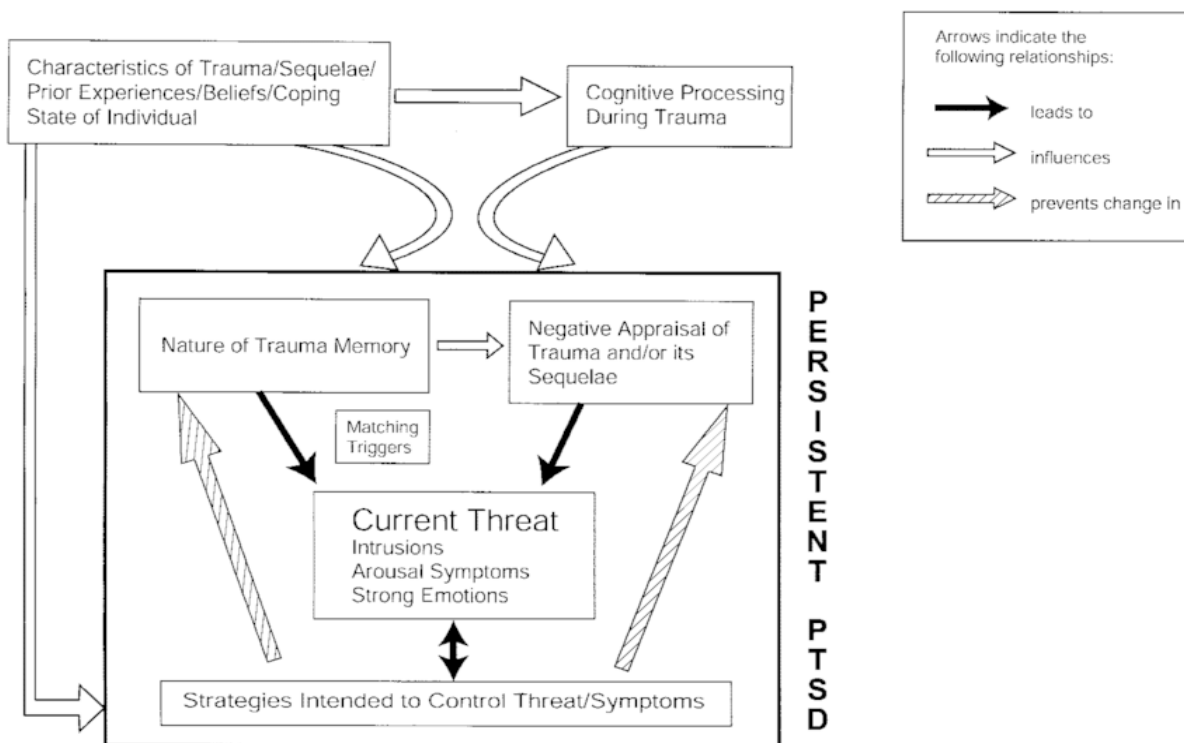 Characteristics of Trauma/Sequelae/
Prior Experiences/Beliefs/Coping
State of Individual
Cognitive Processing
During Trauma
Arrows indicate the
following relationships:
leads to
influences
prevents change in
Nature of Trauma Memory
Negative Appraisal of
Trauma and/or its
Sequelae
Matching
Triggers
Current Threat
Intrusions
Arousal Symptoms
Strong Emotions
Strategies Intended to Control Threat/Symptoms
PERSISTENT PTSD